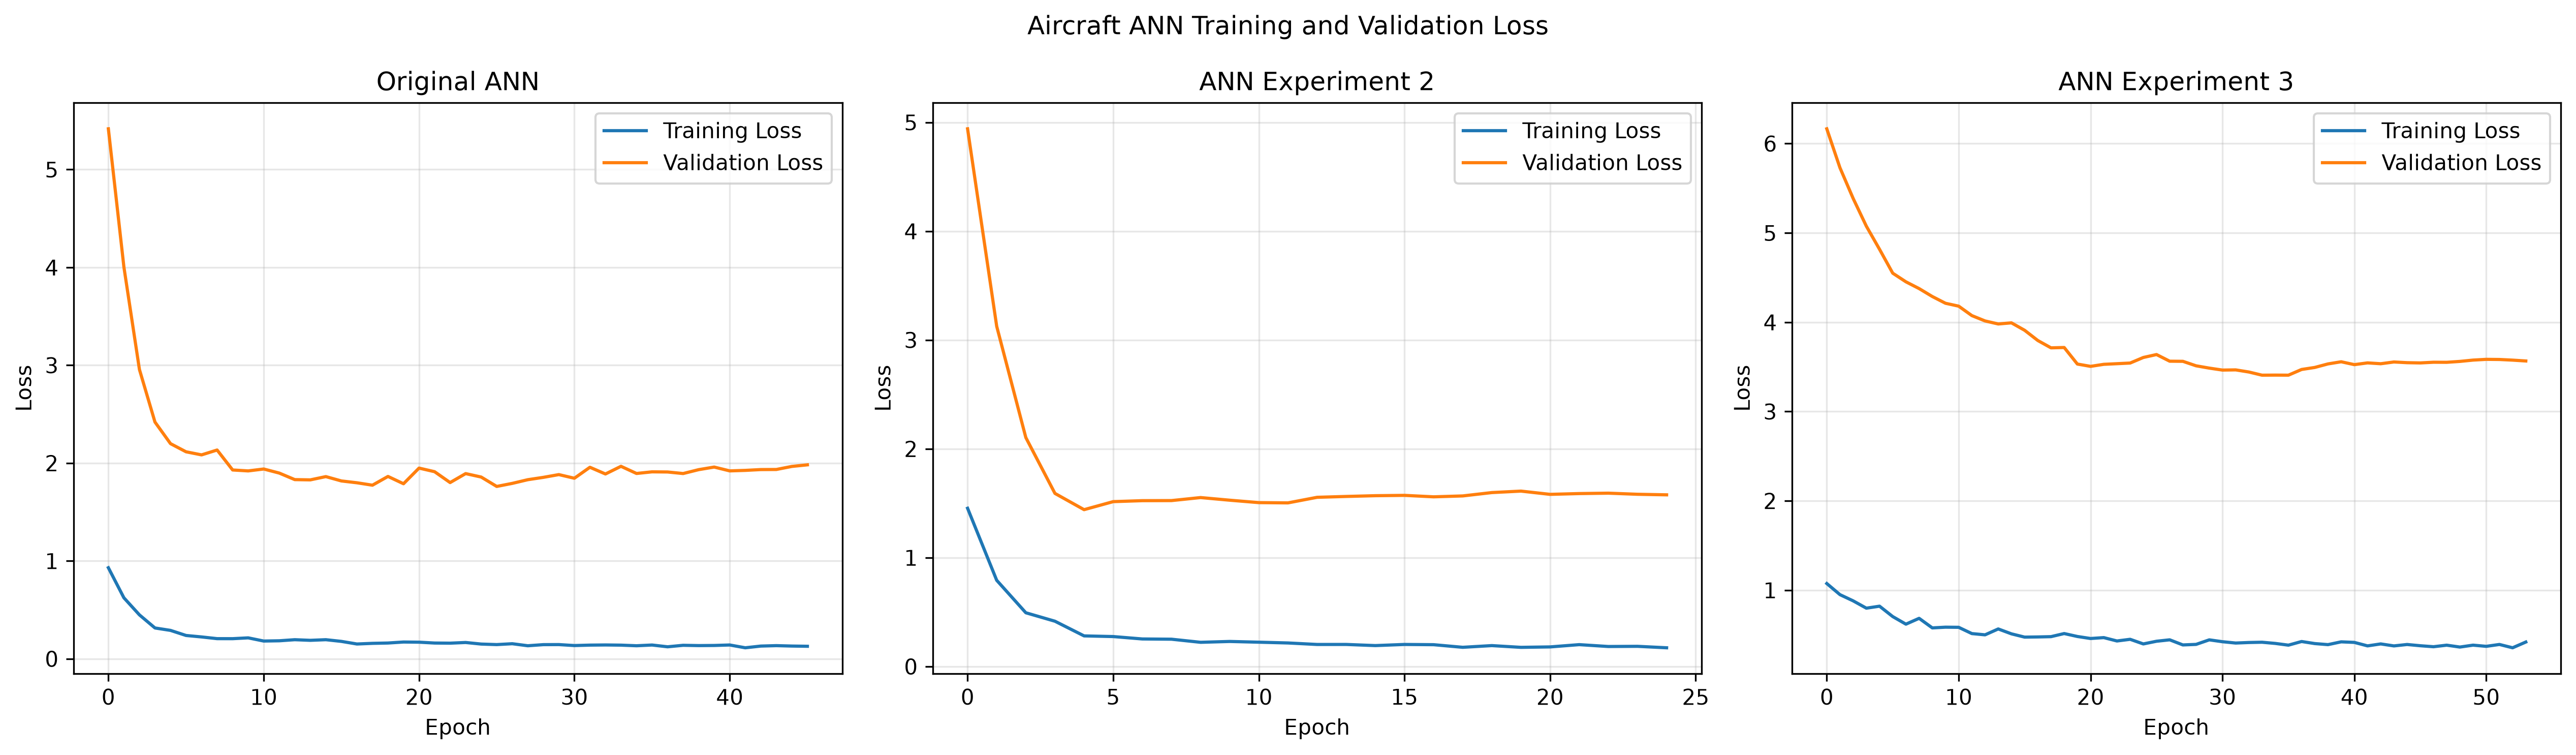 Aircraft ANN Training and Validation Loss
Original ANN
Training Loss
Validation Loss
5
4
3
2
1
0
Loss
0 10 20 30 40
Epoch
ANN Experiment 2
Training Loss
Validation Loss
5
4
3
2
1
0
Loss
0 5 10 15 20 25
Epoch
ANN Experiment 3
Training Loss
Validation Loss
6
5
4
3
2
1
Loss
0 10 20 30 40 50
Epoch